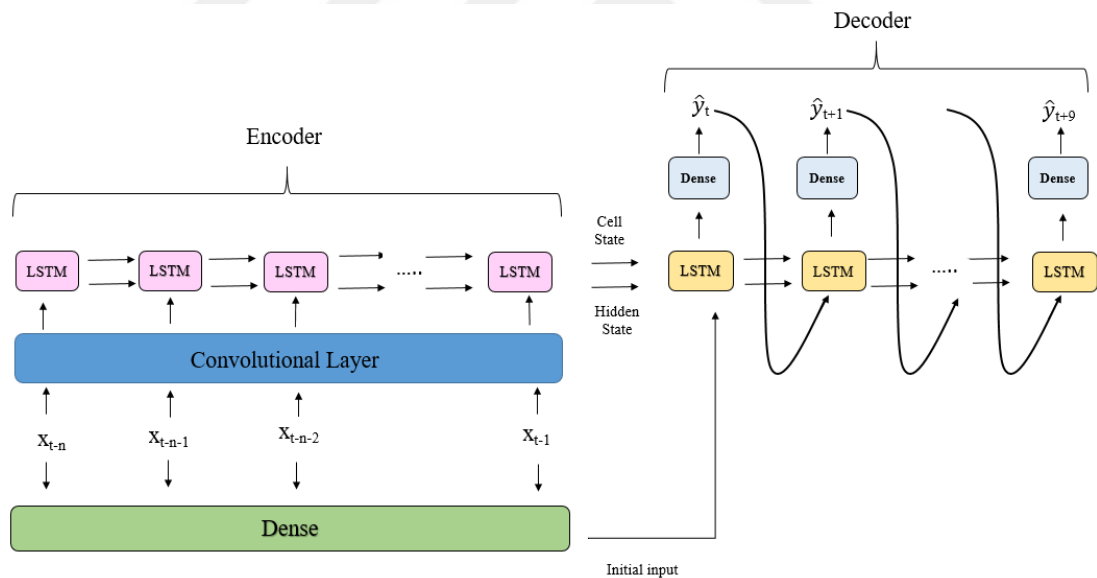 Decoder
ŷt ŷt+1 ŷt+9
Encoder
Dense Dense Dense
Cell
State
LSTM LSTM LSTM ..... LSTM
LSTM LSTM ..... LSTM
Hidden
State
Convolutional Layer
xt-n xt-n-1 xt-n-2 xt-1
Dense
Initial input